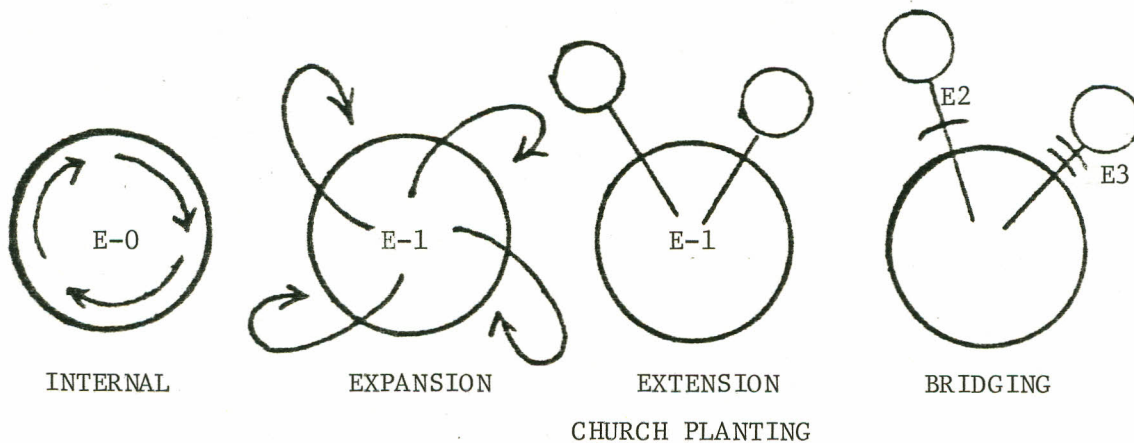 E2
E3
E-0
E-1
E-1
INTERNAL
EXPANSION
EXTENSION
BRIDGING
CHURCH PLANTING